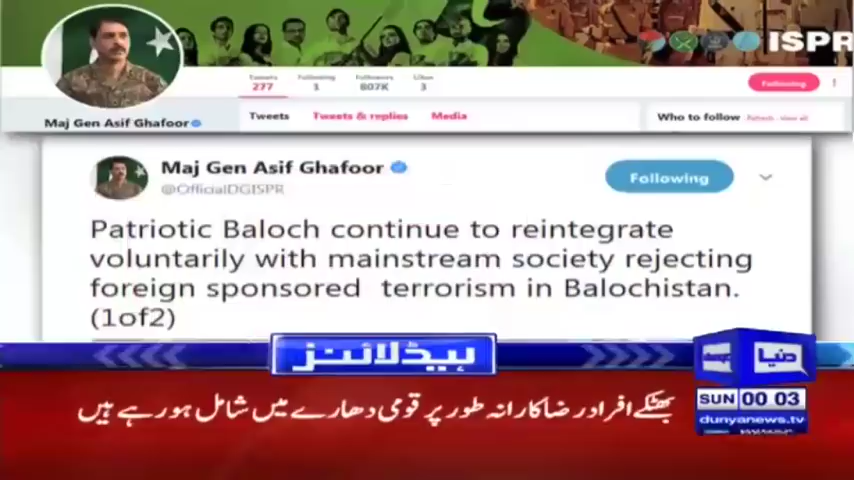 ISPR
Tweets Following Followers Likes
277 1 807K 3
Following
Maj Gen Asif Ghafoor
Tweets Tweets & replies Media
Who to follow
Maj Gen Asif Ghafoor
@OfficialDGISPR
Following
Patriotic Baloch continue to reintegrate
voluntarily with mainstream society rejecting
foreign sponsored terrorism in Balochistan.
(1of2)
ہیڈلائنز
دنیا
SUN 00 03
dunyanews.tv
بھٹکے افراد رضاکارانہ طور پر قومی دھارے میں شامل ہو رہے ہیں